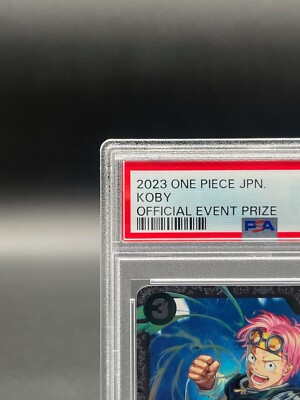 2023 ONE PIECE JPN.
KOBY
OFFICIAL EVENT PRIZE
PSA
3